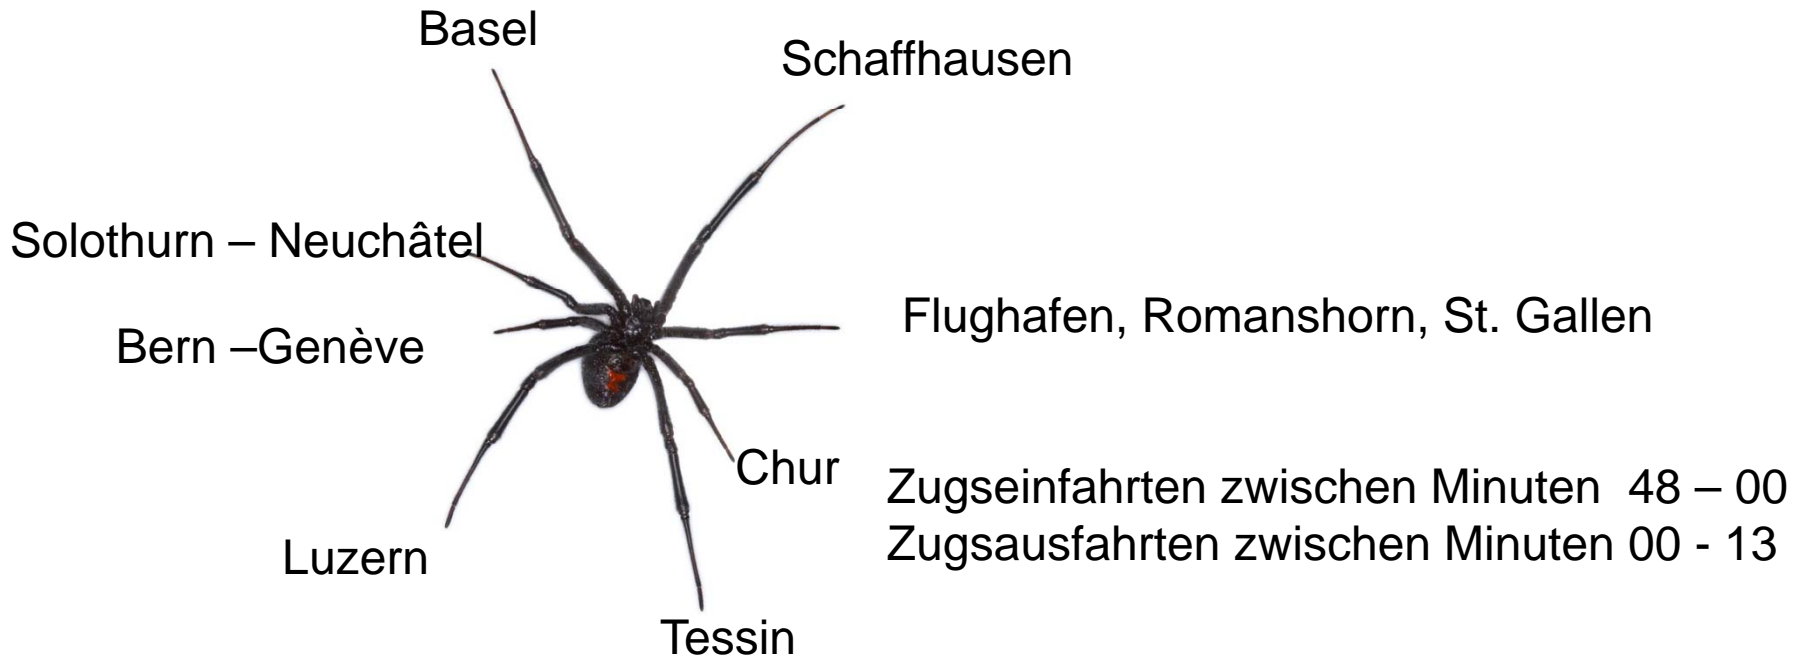 Basel
Schaffhausen
Solothurn – Neuchâtel
Flughafen, Romanshorn, St. Gallen
Bern –Genève
Chur
Zugseinfahrten zwischen Minuten 48 – 00
Zugsausfahrten zwischen Minuten 00 - 13
Luzern
Tessin